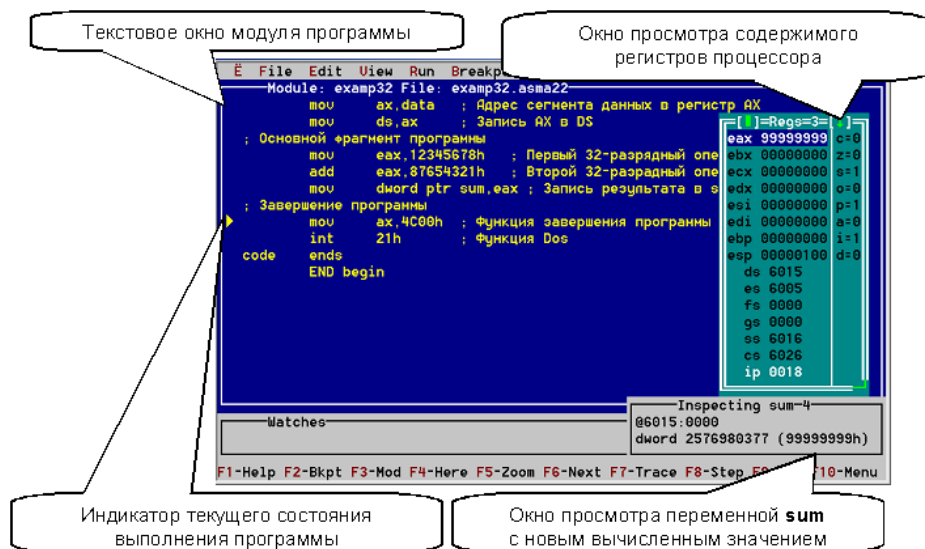 Текстовое окно модуля программы
Окно просмотра содержимого
регистров процессора
Ё File Edit View Run Breakp
Module: examp32 File: examp32.asma22
mov ax,data ; Адрес сегмента данных в регистр AX
mov ds,ax ; Запись AX в DS
; Основной фрагмент программы
mov eax,12345678h ; Первый 32-разрядный опе
add eax,87654321h ; Второй 32-разрадный опе
mov dword ptr sum,eax ; Запись результата в s
; Завершение программы
mov ax,4C00h ; Функция завершения программы
int 21h ; Функция Dos
code ends
END begin
[ ]=Regs=3=[↓]
eax 99999999 c=0
ebx 00000000 z=0
ecx 00000000 s=1
edx 00000000 o=0
esi 00000000 p=1
edi 00000000 a=0
ebp 00000000 i=1
esp 00000100 d=0
ds 6015
es 6005
fs 0000
gs 0000
ss 6016
cs 6026
ip 0018
Watches
Inspecting sum=4
@6015:0000
dword 2576980377 (99999999h)
F1-Help F2-Bkpt F3-Mod F4-Here F5-Zoom F6-Next F7-Trace F8-Step F10-Menu
Индикатор текущего состояния
выполнения программы
Окно просмотра переменной sum
с новым вычисленным значением